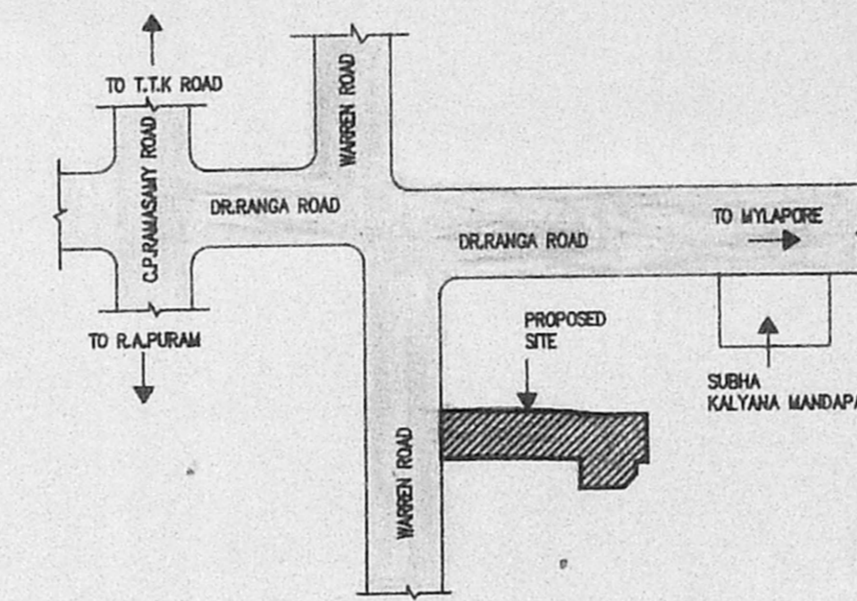 TO T.T.K ROAD
C.P.RAMASAMY ROAD
WARREN ROAD
DR.RANGA ROAD
DR.RANGA ROAD
TO MYLAPORE
TO R.A.PURAM
PROPOSED
SITE
SUBHA
KALYANA MANDAPA
WARREN ROAD